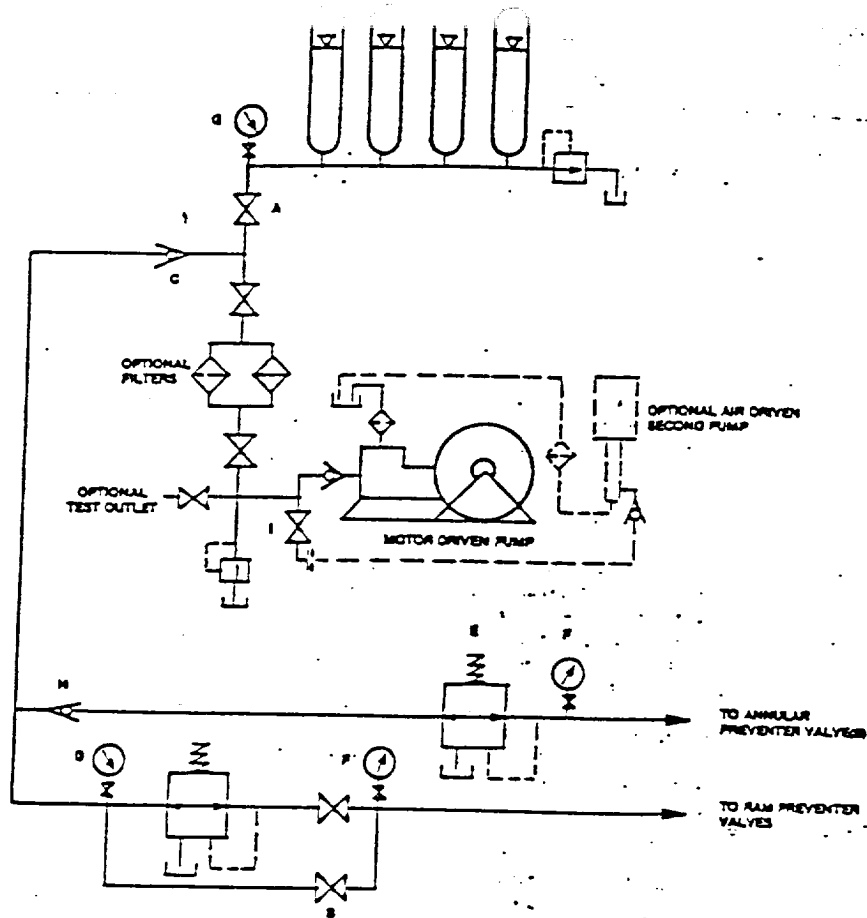 G
A
C
OPTIONAL
FILTERS
OPTIONAL AIR DRIVEN
SECOND PUMP
OPTIONAL
TEST OUTLET
I
MOTOR DRIVEN PUMP
E
F
H
TO ANNULAR
PREVENTER
D
F
TO RAM PREVENTER
VALVES
B